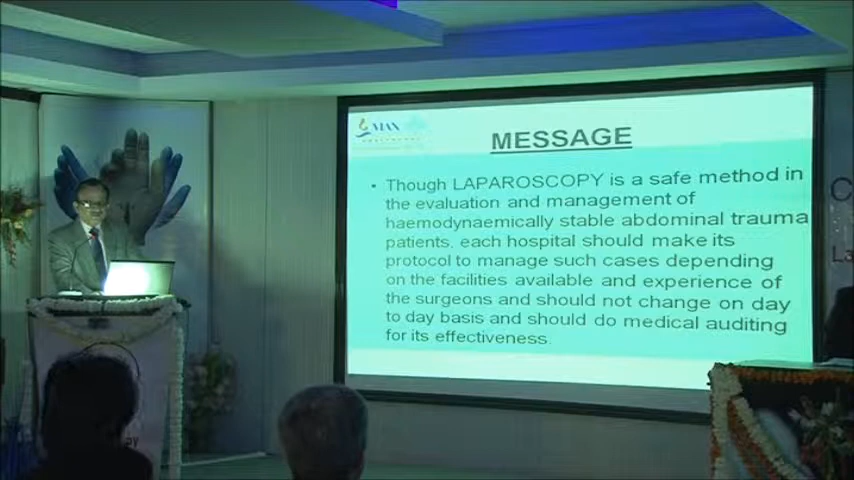 MAX
HEALTHCARE
MESSAGE
• Though LAPAROSCOPY is a safe method in
the evaluation and management of
haemodynaemically stable abdominal trauma
patients, each hospital should make its
protocol to manage such cases depending
on the facilities available and experience of
the surgeons and should not change on day
to day basis and should do medical auditing
for its effectiveness.